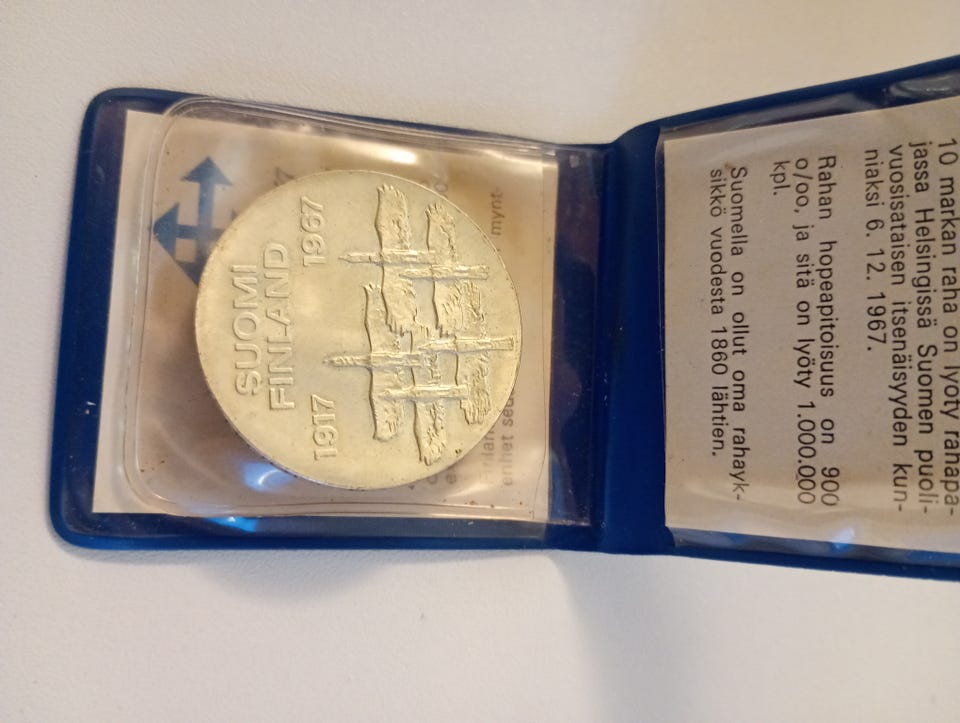 SUOMI
FINLAND
1917 1967
10 markan raha on lyöty rahapa-
jassa Helsingissä Suomen puoli-
vuosisataisen itsenäisyyden kun-
niaksi 6. 12. 1967.
Rahan hopeapitoisuus on 900
o/oo, ja sitä on lyöty 1.000.000
kpl.
Suomella on ollut oma rahayk-
sikkö vuodesta 1860 lähtien.